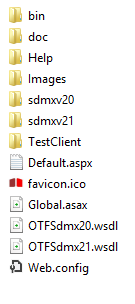 bin
doc
Help
Images
sdmxv20
sdmxv21
TestClient
Default.aspx
favicon.ico
Global.asax
OTFSdmx20.wsdl
OTFSdmx21.wsdl
Web.config